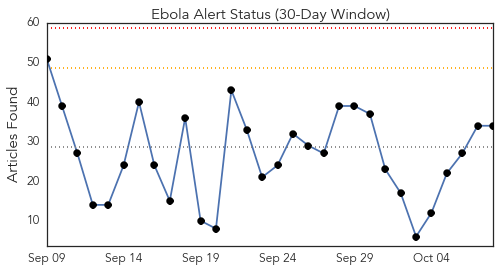 Ebola Alert Status (30-Day Window)
Articles Found
60
50
40
30
20
10
Sep 09 Sep 14 Sep 19 Sep 24 Sep 29 Oct 04